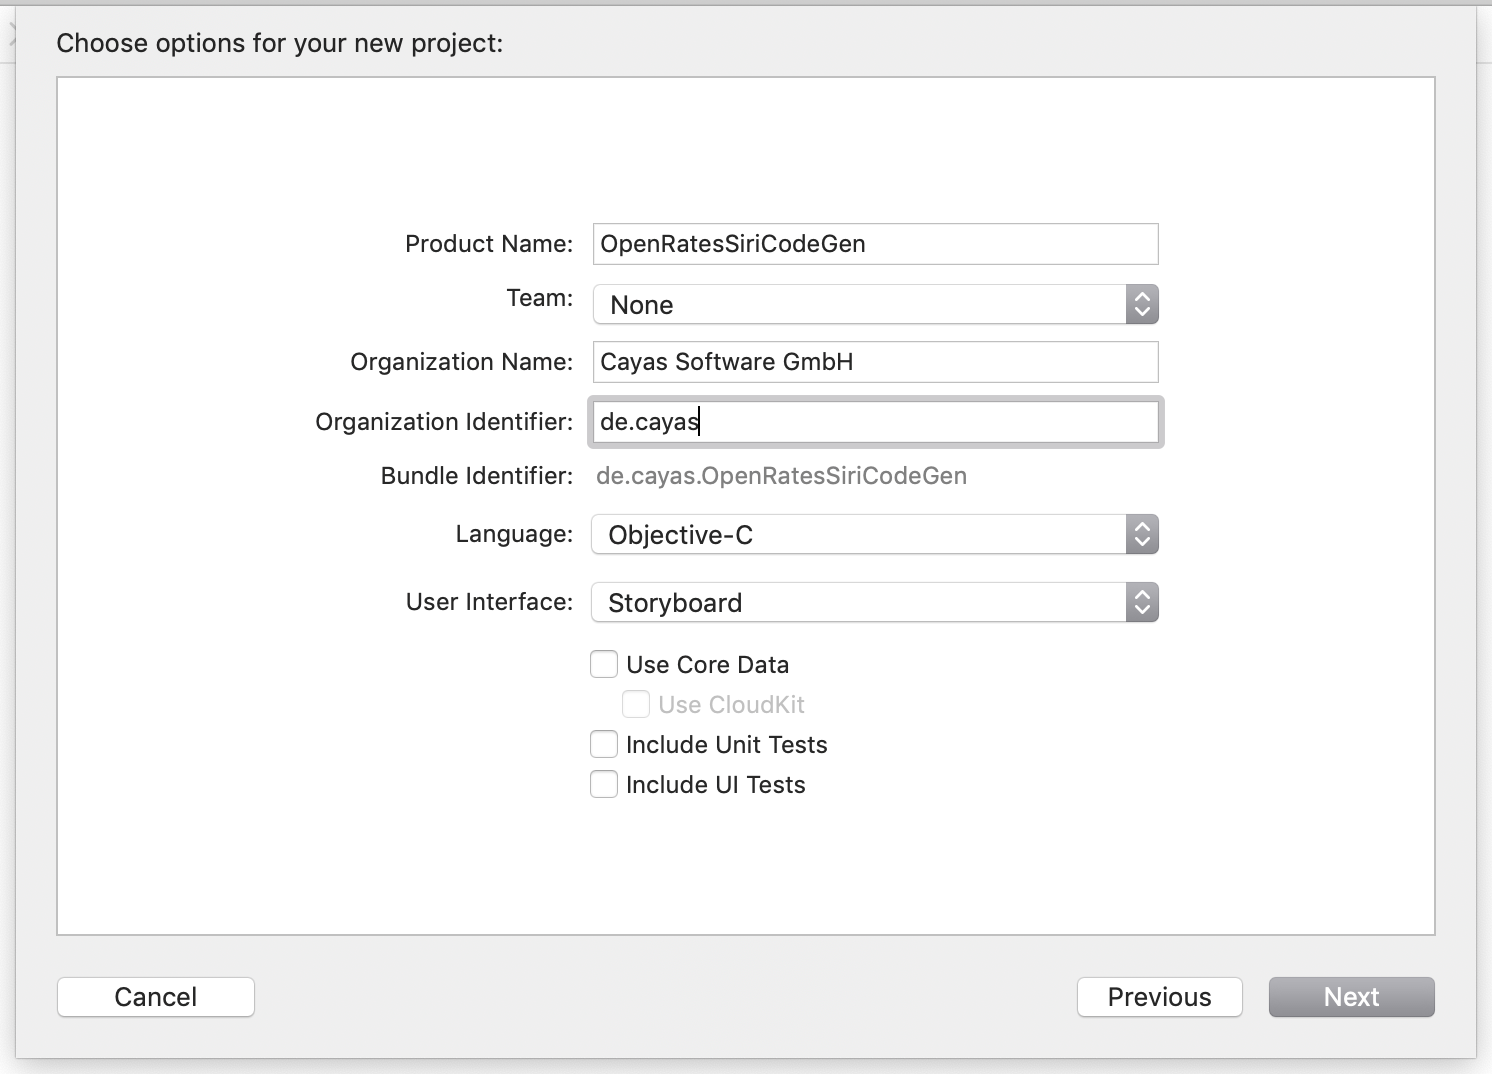 Choose options for your new project:
Product Name: OpenRatesSiriCodeGen
Team: None
Organization Name: Cayas Software GmbH
Organization Identifier: de.cayas
Bundle Identifier: de.cayas.OpenRatesSiriCodeGen
Language: Objective-C
User Interface: Storyboard
Use Core Data
Use CloudKit
Include Unit Tests
Include UI Tests
Cancel Previous Next